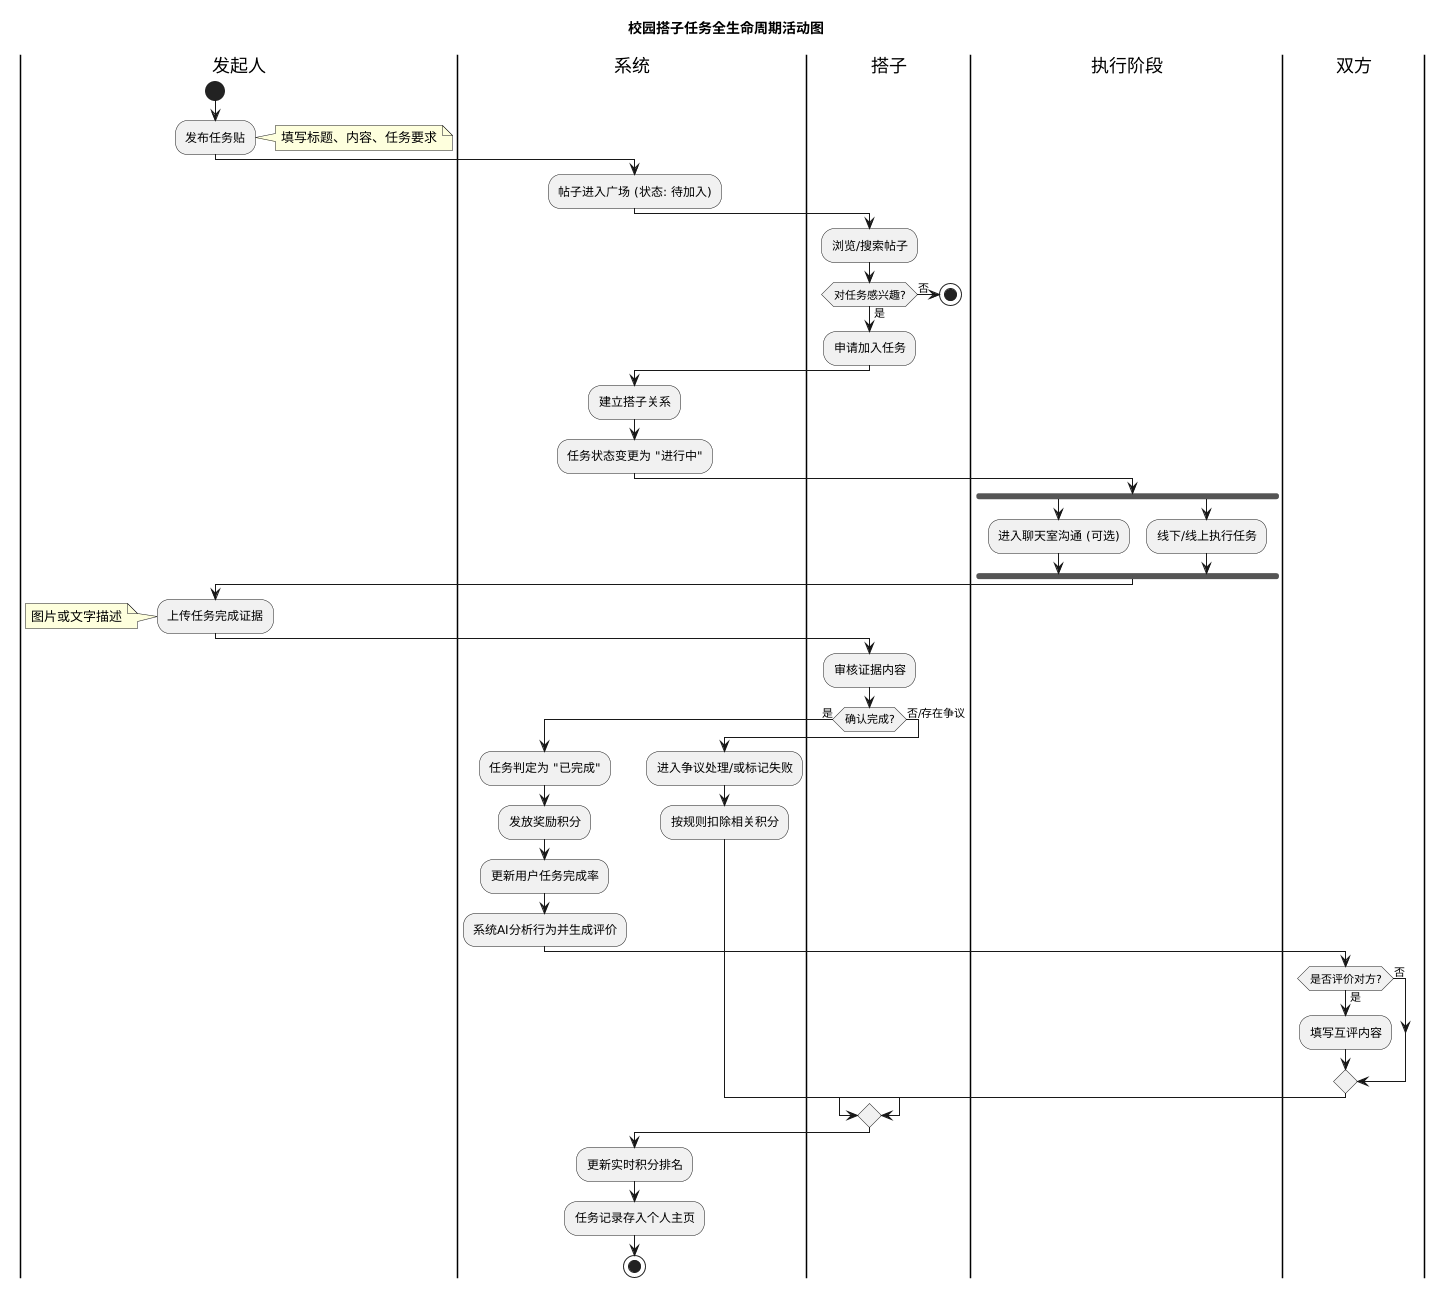 校园搭子任务全生命周期活动图
发起人
系统
搭子
执行阶段
双方
发布任务贴
填写标题、内容、任务要求
帖子进入广场 (状态: 待加入)
浏览/搜索帖子
对任务感兴趣?
否
是
申请加入任务
建立搭子关系
任务状态变更为 "进行中"
进入聊天室沟通 (可选)
线下/线上执行任务
图片或文字描述
上传任务完成证据
审核证据内容
是
确认完成?
否/存在争议
任务判定为 "已完成"
进入争议处理/或标记失败
发放奖励积分
按规则扣除相关积分
更新用户任务完成率
系统AI分析行为并生成评价
是否评价对方?
否
是
填写互评内容
更新实时积分排名
任务记录存入个人主页